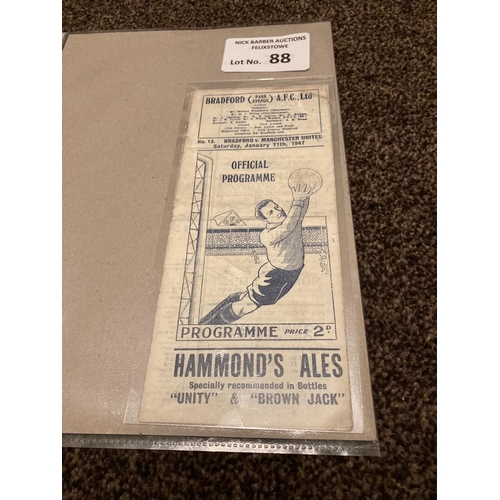 NICK BARBER AUCTIONS
FELIXSTOWE
Lot No. 88
BRADFORD (PARK AVENUE) A.F.C., Ltd
No. 13. BRADFORD v. MANCHESTER UNITED
Saturday, January 11th, 1947
OFFICIAL
PROGRAMME
PROGRAMME PRICE 2D.
HAMMOND'S ALES
Specially recommended in Bottles
"UNITY" & "BROWN JACK"